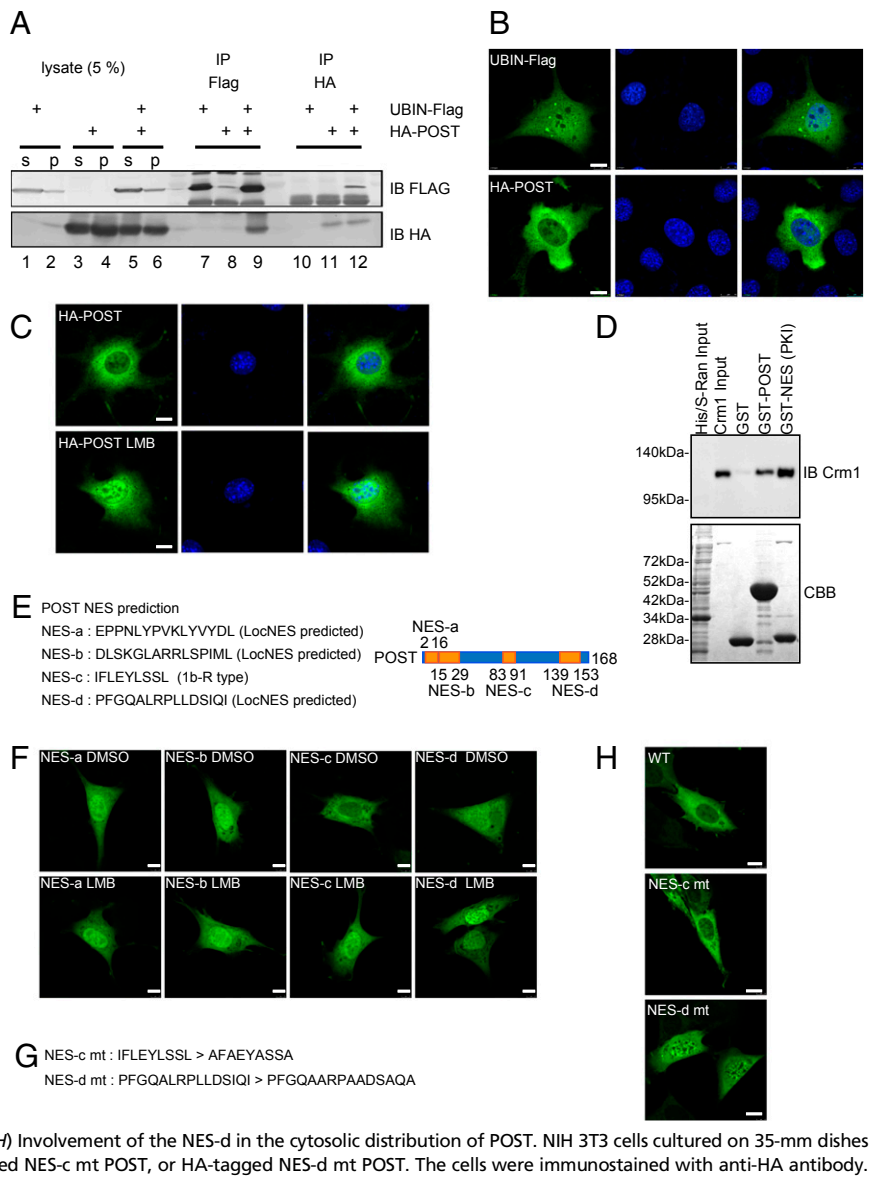 A
lysate (5 %)
IP
Flag
IP
HA
+ + + + + + UBIN-Flag
+ + + + + + HA-POST
s p s p s p
IB FLAG
IB HA
1 2 3 4 5 6 7 8 9 10 11 12
B
UBIN-Flag
HA-POST
C
HA-POST
HA-POST LMB
D
His/S-Ran Input
Crm1 Input
GST
GST-POST
GST-NES (PKI)
140kDa-
95kDa-
IB Crm1
72kDa-
52kDa-
42kDa-
34kDa-
28kDa-
CBB
E
POST NES prediction
NES-a : EPPNLYPVKLYVYDL (LocNES predicted)
NES-b : DLSKGLARRLSPIML (LocNES predicted)
NES-c : IFLEYLSSL (1b-R type)
NES-d : PFGQALRPLLDSIQI (LocNES predicted)
NES-a
2 16
POST 168
15 29 83 91 139 153
NES-b NES-c NES-d
F
NES-a DMSO
NES-b DMSO
NES-c DMSO
NES-d DMSO
NES-a LMB
NES-b LMB
NES-c LMB
NES-d LMB
G
NES-c mt : IFLEYLSSL > AFAEYASSA
NES-d mt : PFGQALRPLLDSIQI > PFGQAARPAADSAQA
H
WT
NES-c mt
NES-d mt
H) Involvement of the NES-d in the cytosolic distribution of POST. NIH 3T3 cells cultured on 35-mm dishes
ed NES-c mt POST, or HA-tagged NES-d mt POST. The cells were immunostained with anti-HA antibody.